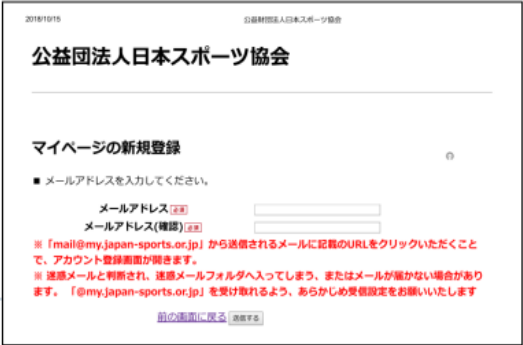 2018/10/15 公益財団法人日本スポーツ協会
公益団法人日本スポーツ協会
マイページの新規登録
■ メールアドレスを入力してください。
メールアドレス 必須
メールアドレス(確認) 必須
※「mail@my.japan-sports.or.jp」から送信されるメールに記載のURLをクリックいただくこと
で、アカウント登録画面が開きます。
※ 迷惑メールと判断され、迷惑メールフォルダへ入ってしまう、またはメールが届かない場合があり
ます。「@my.japan-sports.or.jp」を受け取れるよう、あらかじめ受信設定をお願いいたします
前の画面に戻る 送信する